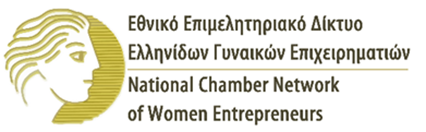 Εθνικό Επιμελητηριακό Δίκτυο
Ελληνίδων Γυναικών Επιχειρηματιών
National Chamber Network
of Women Entrepreneurs